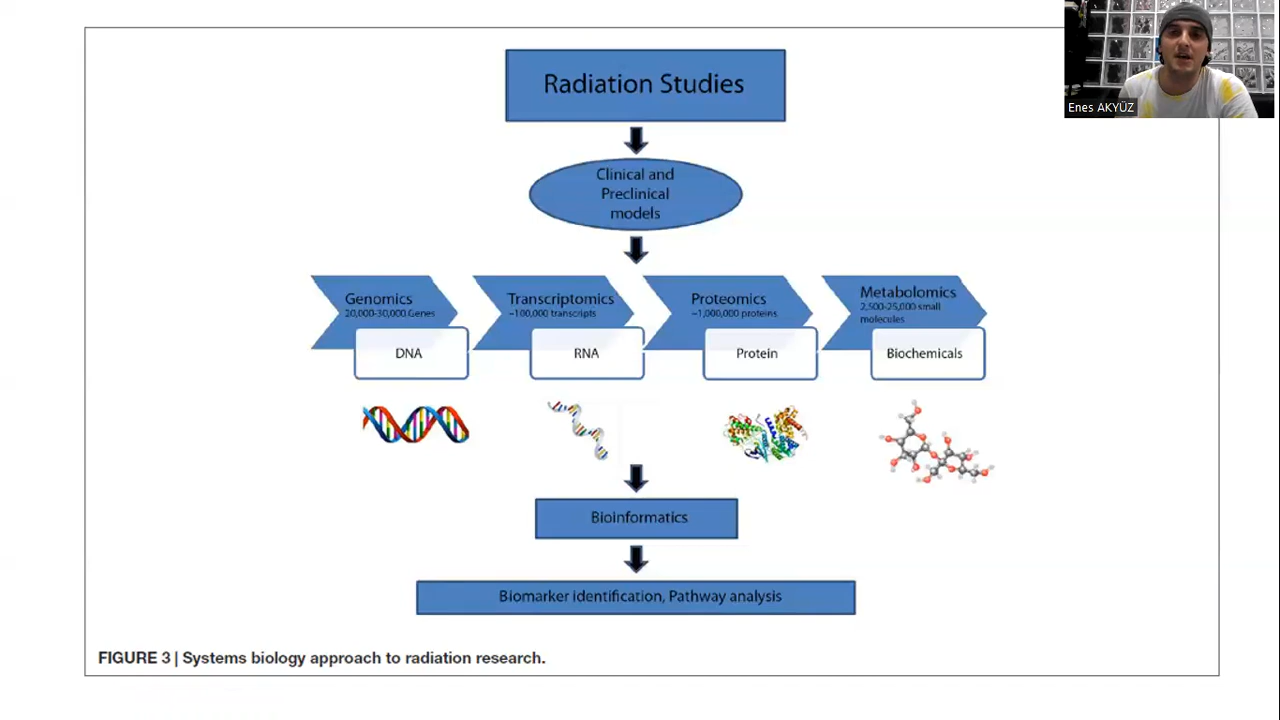 Radiation Studies
Enes AKYÜZ
Clinical and
Preclinical
models
Genomics
20,000-30,000 Genes
DNA
Transcriptomics
~100,000 transcripts
RNA
Proteomics
~1,000,000 proteins
Protein
Metabolomics
2,500-25,000 small
molecules
Biochemicals
Bioinformatics
Biomarker identification, Pathway analysis
FIGURE 3 | Systems biology approach to radiation research.